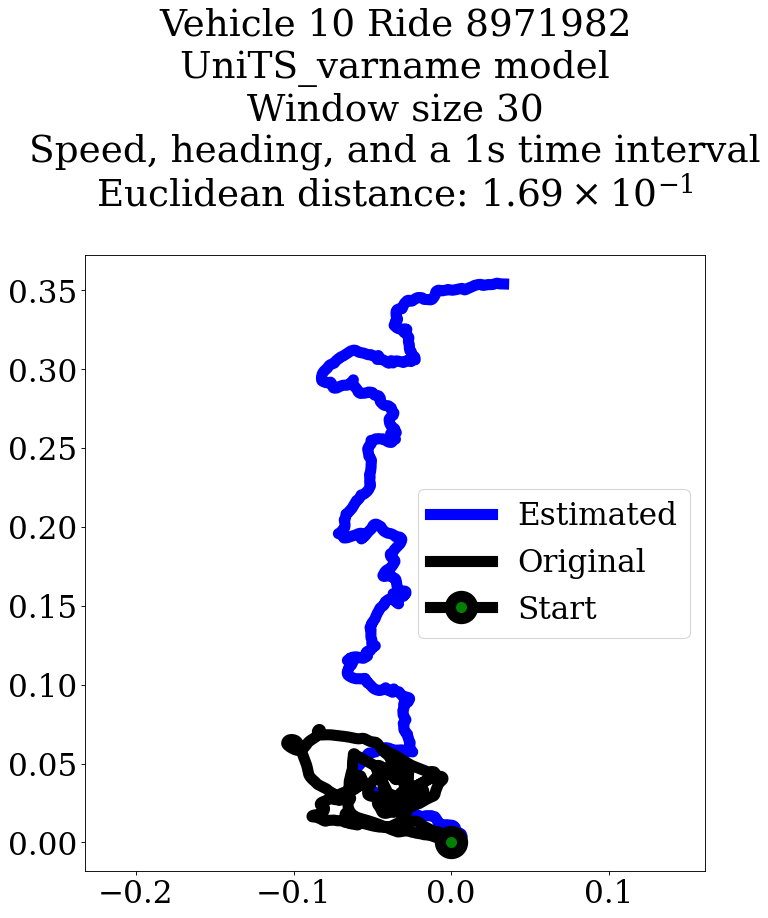 Vehicle 10 Ride 8971982
UniTS_varname model
Window size 30
Speed, heading, and a 1s time interval
Euclidean distance: 1.69 × 10⁻¹
0.35
0.30
0.25
0.20
0.15
0.10
0.05
0.00
Estimated
Original
Start
−0.2
−0.1
0.0
0.1